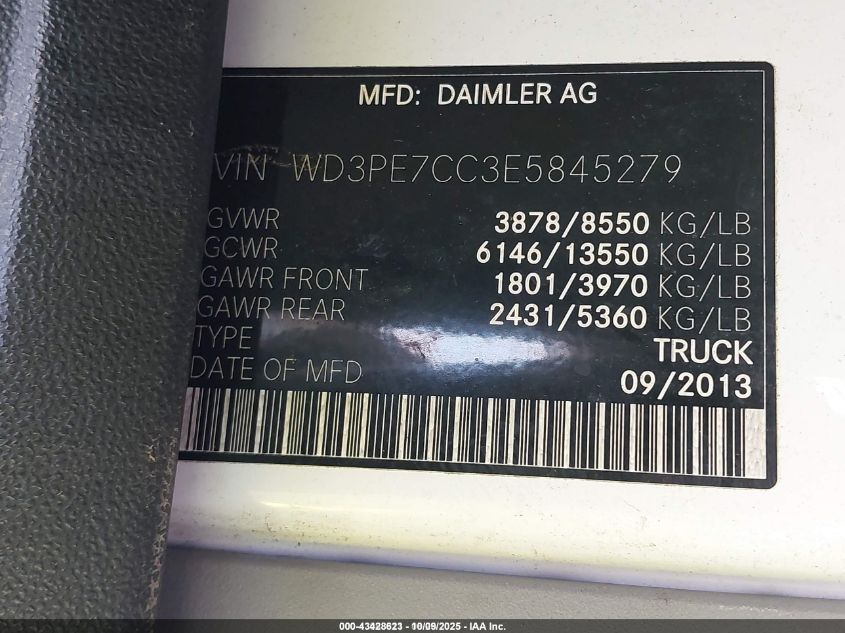 MFD: DAIMLER AG
VIN WD3PE7CC3E5845279
GVWR 3878/8550 KG/LB
GCWR 6146/13550 KG/LB
GAWR FRONT 1801/3970 KG/LB
GAWR REAR 2431/5360 KG/LB
TYPE TRUCK
DATE OF MFD 09/2013
000-43428623 - 10/09/2025 - IAA Inc.